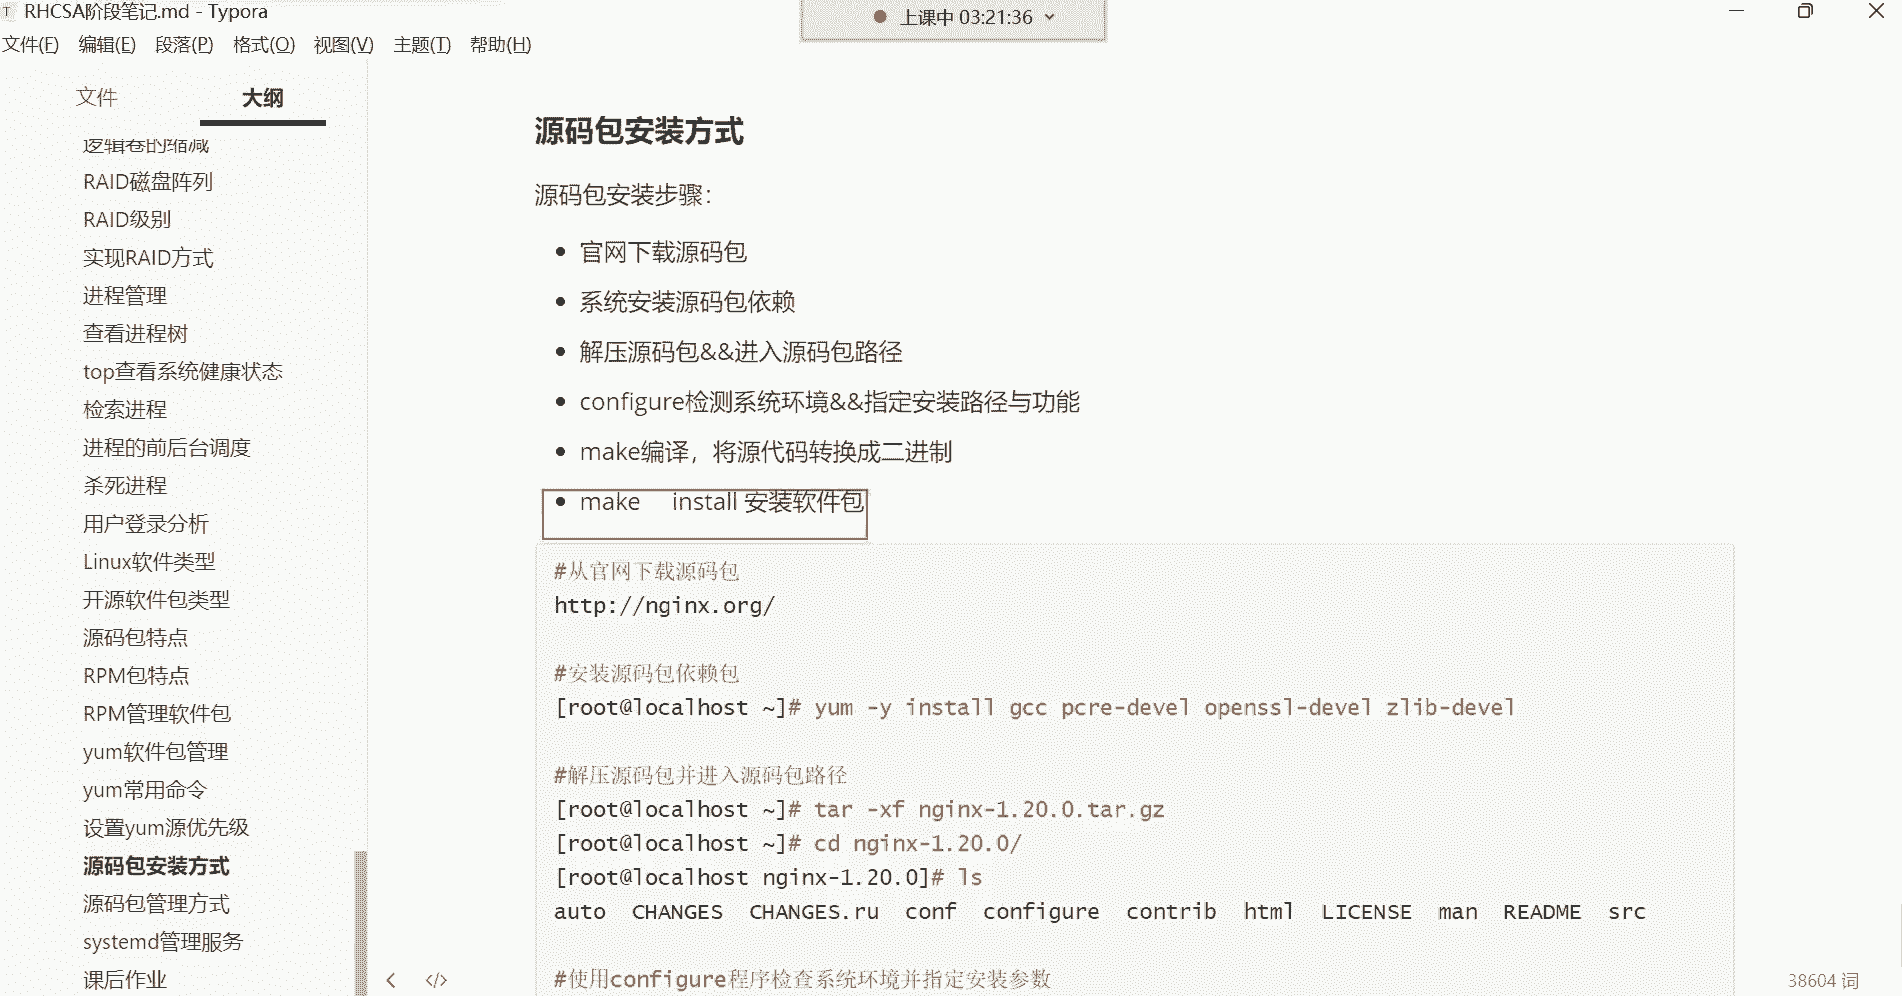 RHCSA阶段笔记.md - Typora
上课中 03:21:36
文件(F) 编辑(E) 段落(P) 格式(O) 视图(V) 主题(T) 帮助(H)
文件 大纲
逻辑卷的缩减
RAID磁盘阵列
RAID级别
实现RAID方式
进程管理
查看进程树
top查看系统健康状态
检索进程
进程的前后台调度
杀死进程
用户登录分析
Linux软件类型
开源软件包类型
源码包特点
RPM包特点
RPM管理软件包
yum软件包管理
yum常用命令
设置yum源优先级
源码包安装方式
源码包管理方式
systemd管理服务
课后作业
源码包安装方式
源码包安装步骤：
官网下载源码包
系统安装源码包依赖
解压源码包&&进入源码包路径
configure检测系统环境&&指定安装路径与功能
make编译，将源代码转换成二进制
make install 安装软件包
#从官网下载源码包
http://nginx.org/
#安装源码包依赖包
[root@localhost ~]# yum -y install gcc pcre-devel openssl-devel zlib-devel
#解压源码包并进入源码包路径
[root@localhost ~]# tar -xf nginx-1.20.0.tar.gz
[root@localhost ~]# cd nginx-1.20.0/
[root@localhost nginx-1.20.0]# ls
auto CHANGES CHANGES.ru conf configure contrib html LICENSE man README src
#使用configure程序检查系统环境并指定安装参数
38604 词